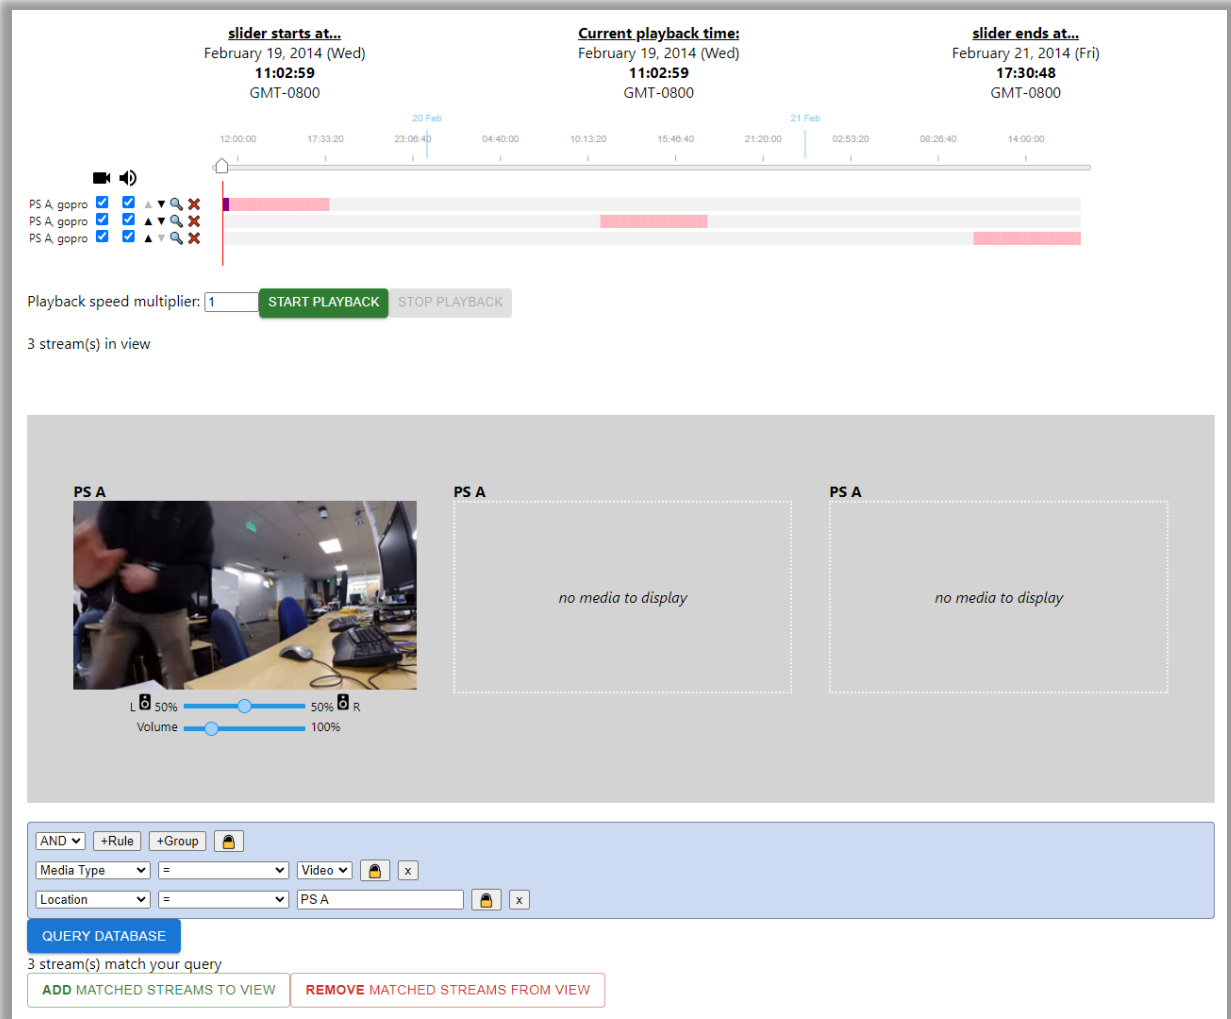 slider starts at... Current playback time: slider ends at...
February 19, 2014 (Wed) February 19, 2014 (Wed) February 21, 2014 (Fri)
11:02:59 11:02:59 17:30:48
GMT-0800 GMT-0800 GMT-0800
20 Feb 21 Feb
12:00:00 17:33:20 23:06:40 04:40:00 10:13:20 15:46:40 21:20:00 02:53:20 08:26:40 14:00:00
PS A, gopro
PS A, gopro
PS A, gopro
Playback speed multiplier: 1 START PLAYBACK STOP PLAYBACK
3 stream(s) in view
PS A PS A PS A
no media to display no media to display
L 50% 50% R
Volume 100%
AND +Rule +Group
Media Type = Video x
Location = PS A x
QUERY DATABASE
3 stream(s) match your query
ADD MATCHED STREAMS TO VIEW REMOVE MATCHED STREAMS FROM VIEW